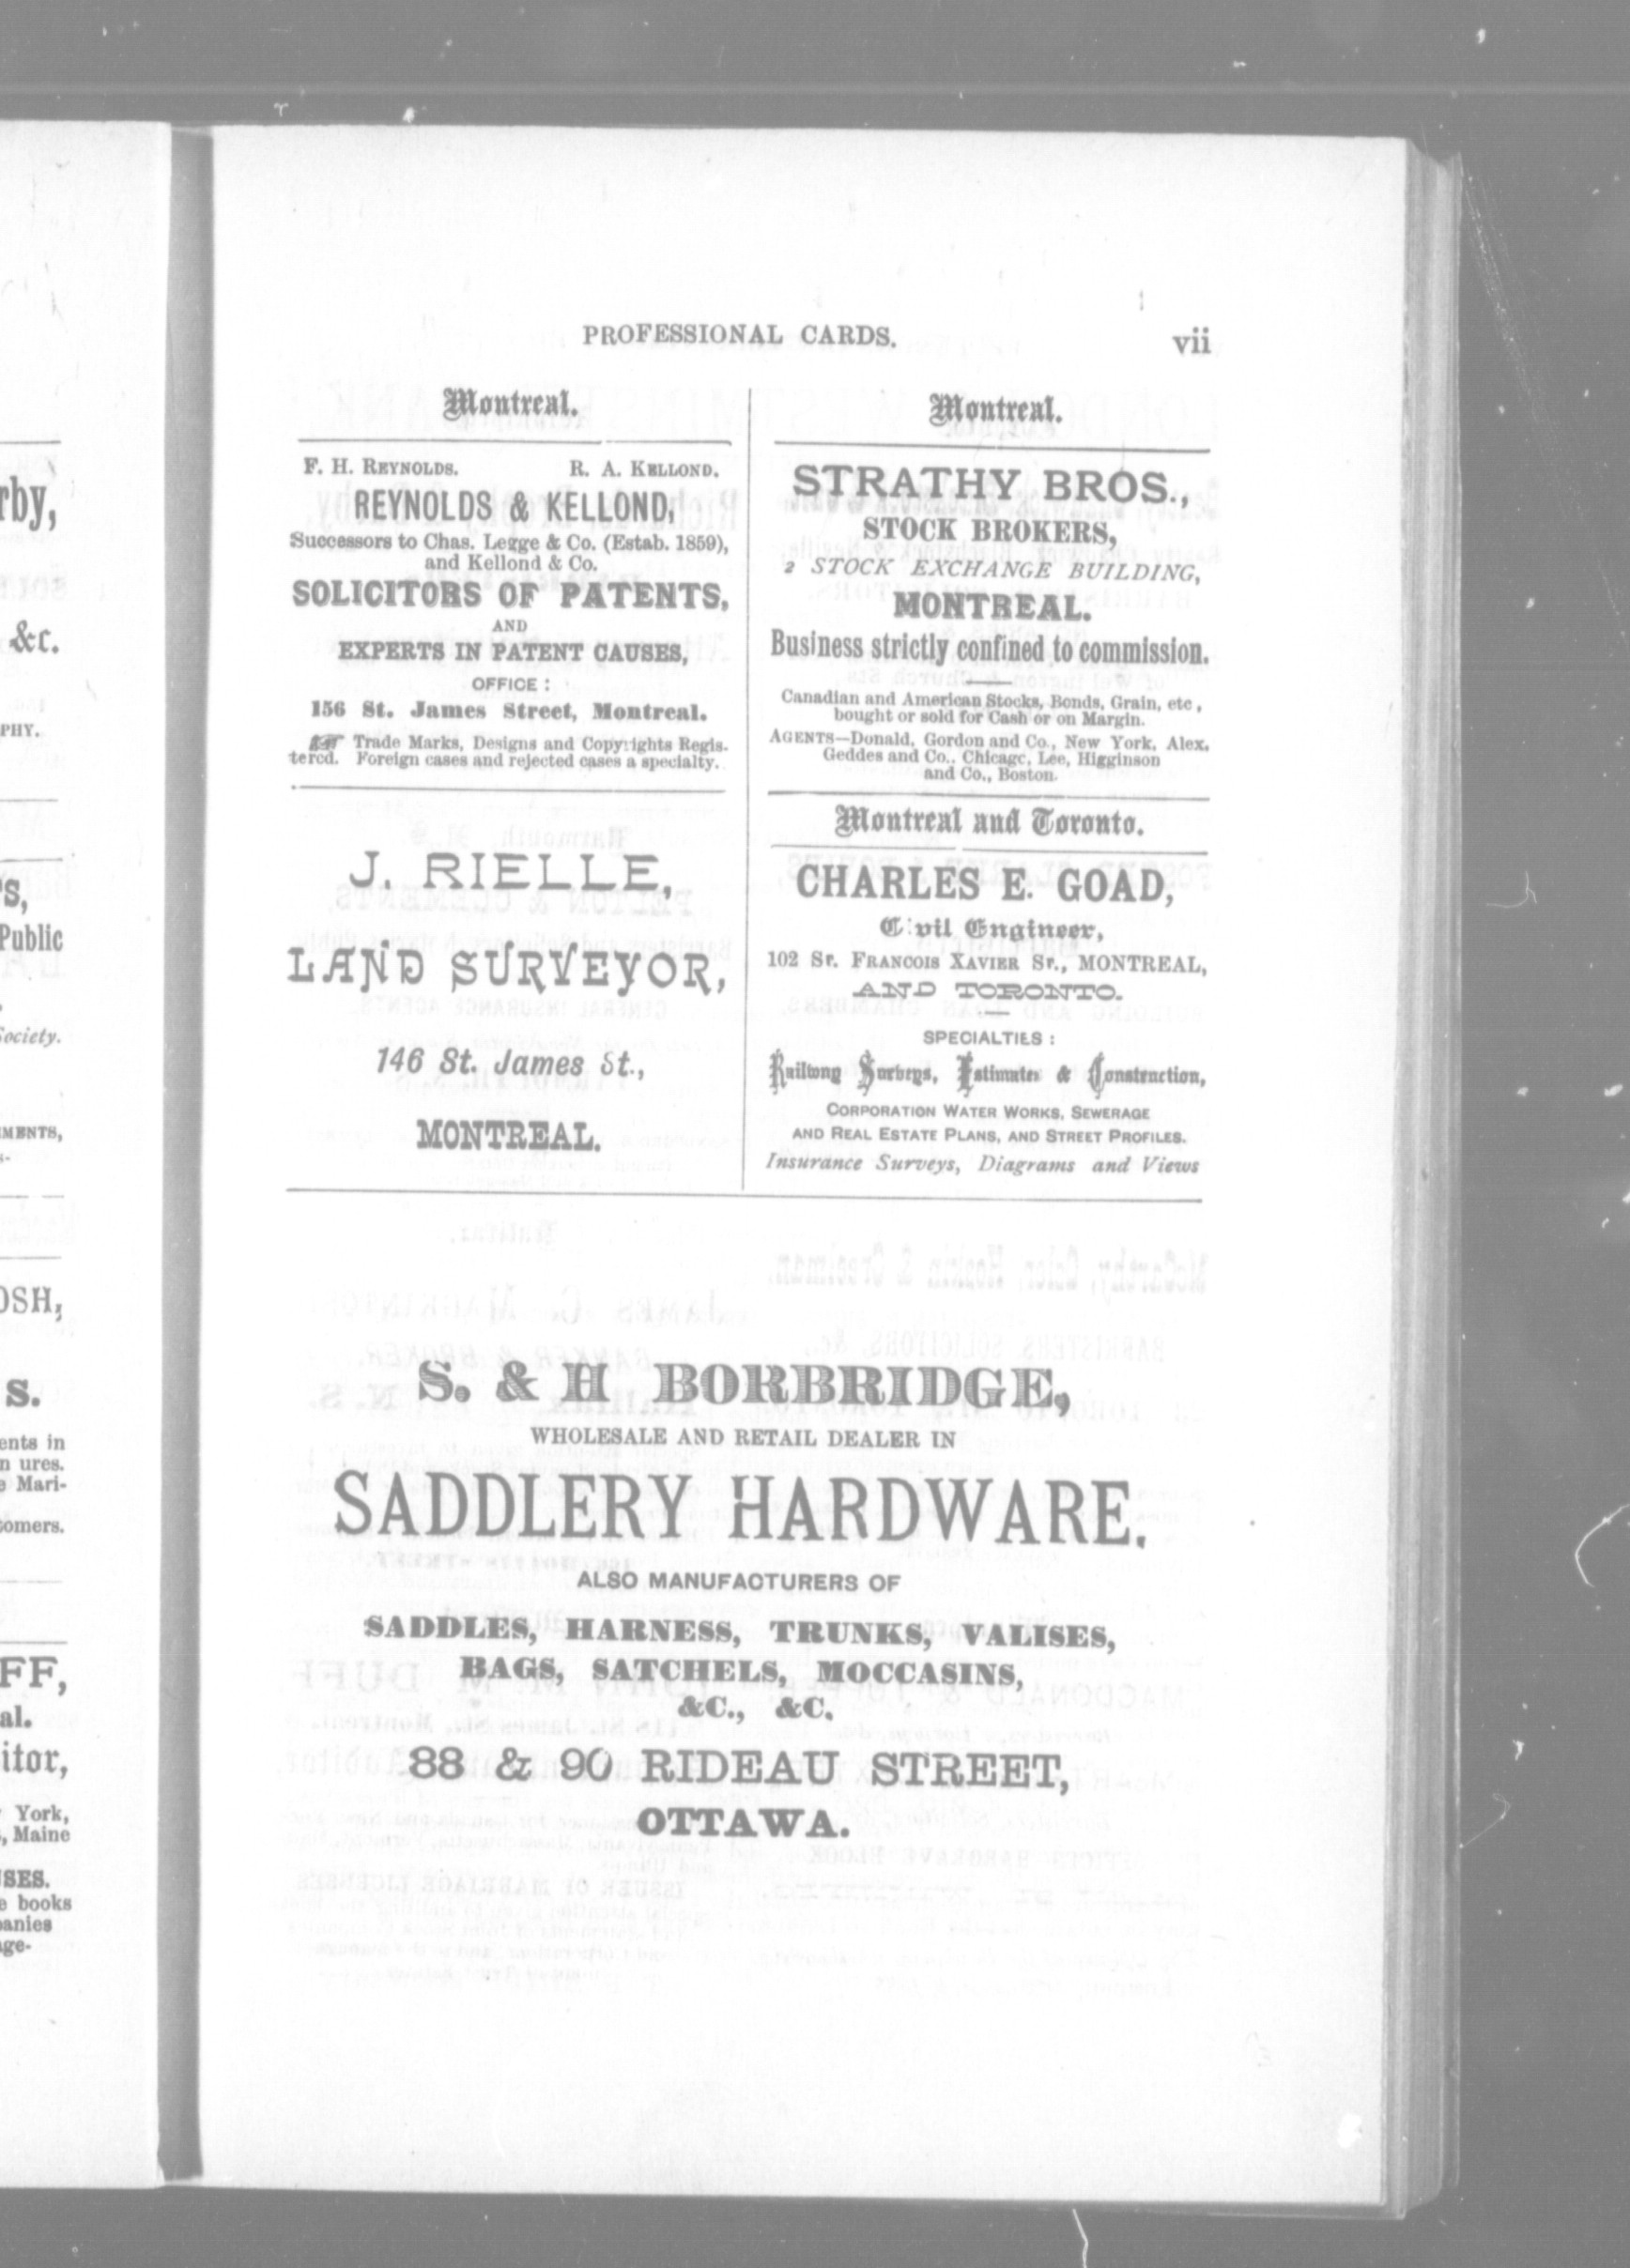 PROFESSIONAL CARDS.
vii
Montreal.
F. H. REYNOLDS. R. A. KELLOND.
REYNOLDS & KELLOND,
Successors to Chas. Legge & Co. (Estab. 1859),
and Kellond & Co.
SOLICITORS OF PATENTS,
AND
EXPERTS IN PATENT CAUSES,
OFFICE:
156 St. James Street, Montreal.
Trade Marks, Designs and Copyrights Regis-
tered. Foreign cases and rejected cases a specialty.
J. RIELLE,
LAND SURVEYOR,
146 St. James St.,
MONTREAL.
Montreal.
STRATHY BROS.,
STOCK BROKERS,
2 STOCK EXCHANGE BUILDING,
MONTREAL.
Business strictly confined to commission.
Canadian and American Stocks, Bonds, Grain, etc,
bought or sold for Cash or on Margin.
AGENTS—Donald, Gordon and Co., New York, Alex,
Geddes and Co., Chicago, Lee, Higginson
and Co., Boston.
Montreal and Toronto.
CHARLES E. GOAD,
Civil Engineer,
102 ST. FRANCOIS XAVIER ST., MONTREAL,
AND TORONTO.
SPECIALTIES:
Railway Surveys, Estimates & Construction,
CORPORATION WATER WORKS, SEWERAGE
AND REAL ESTATE PLANS, AND STREET PROFILES.
Insurance Surveys, Diagrams and Views
S. & H BORBRIDGE,
WHOLESALE AND RETAIL DEALER IN
SADDLERY HARDWARE.
ALSO MANUFACTURERS OF
SADDLES, HARNESS, TRUNKS, VALISES,
BAGS, SATCHELS, MOCCASINS,
&C., &C.
88 & 90 RIDEAU STREET,
OTTAWA.